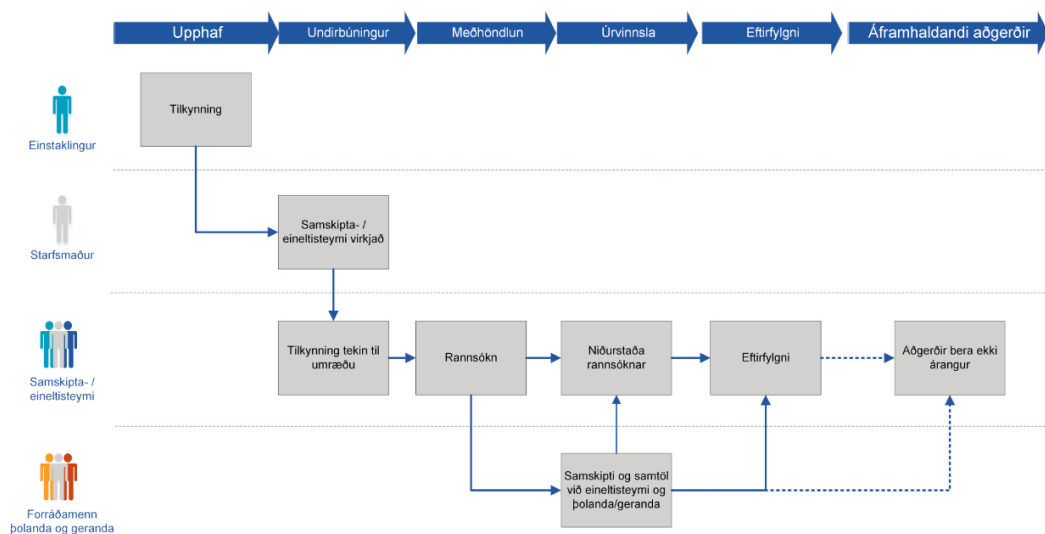 Upphaf
Undirbúningur
Meðhöndlun
Úrvinnsla
Eftirfylgni
Áframhaldandi aðgerðir
Tilkynning
Einstaklingur
Samskipta- /
eineltisteymi virkjað
Starfsmaður
Tilkynning tekin til
umræðu
Rannsókn
Niðurstaða
rannsóknar
Eftirfylgni
Aðgerðir bera ekki
árangur
Samskipta- /
eineltisteymi
Samskipti og samtöl
við eineltisteymi og
þolanda/geranda
Forráðamenn
þolanda og geranda